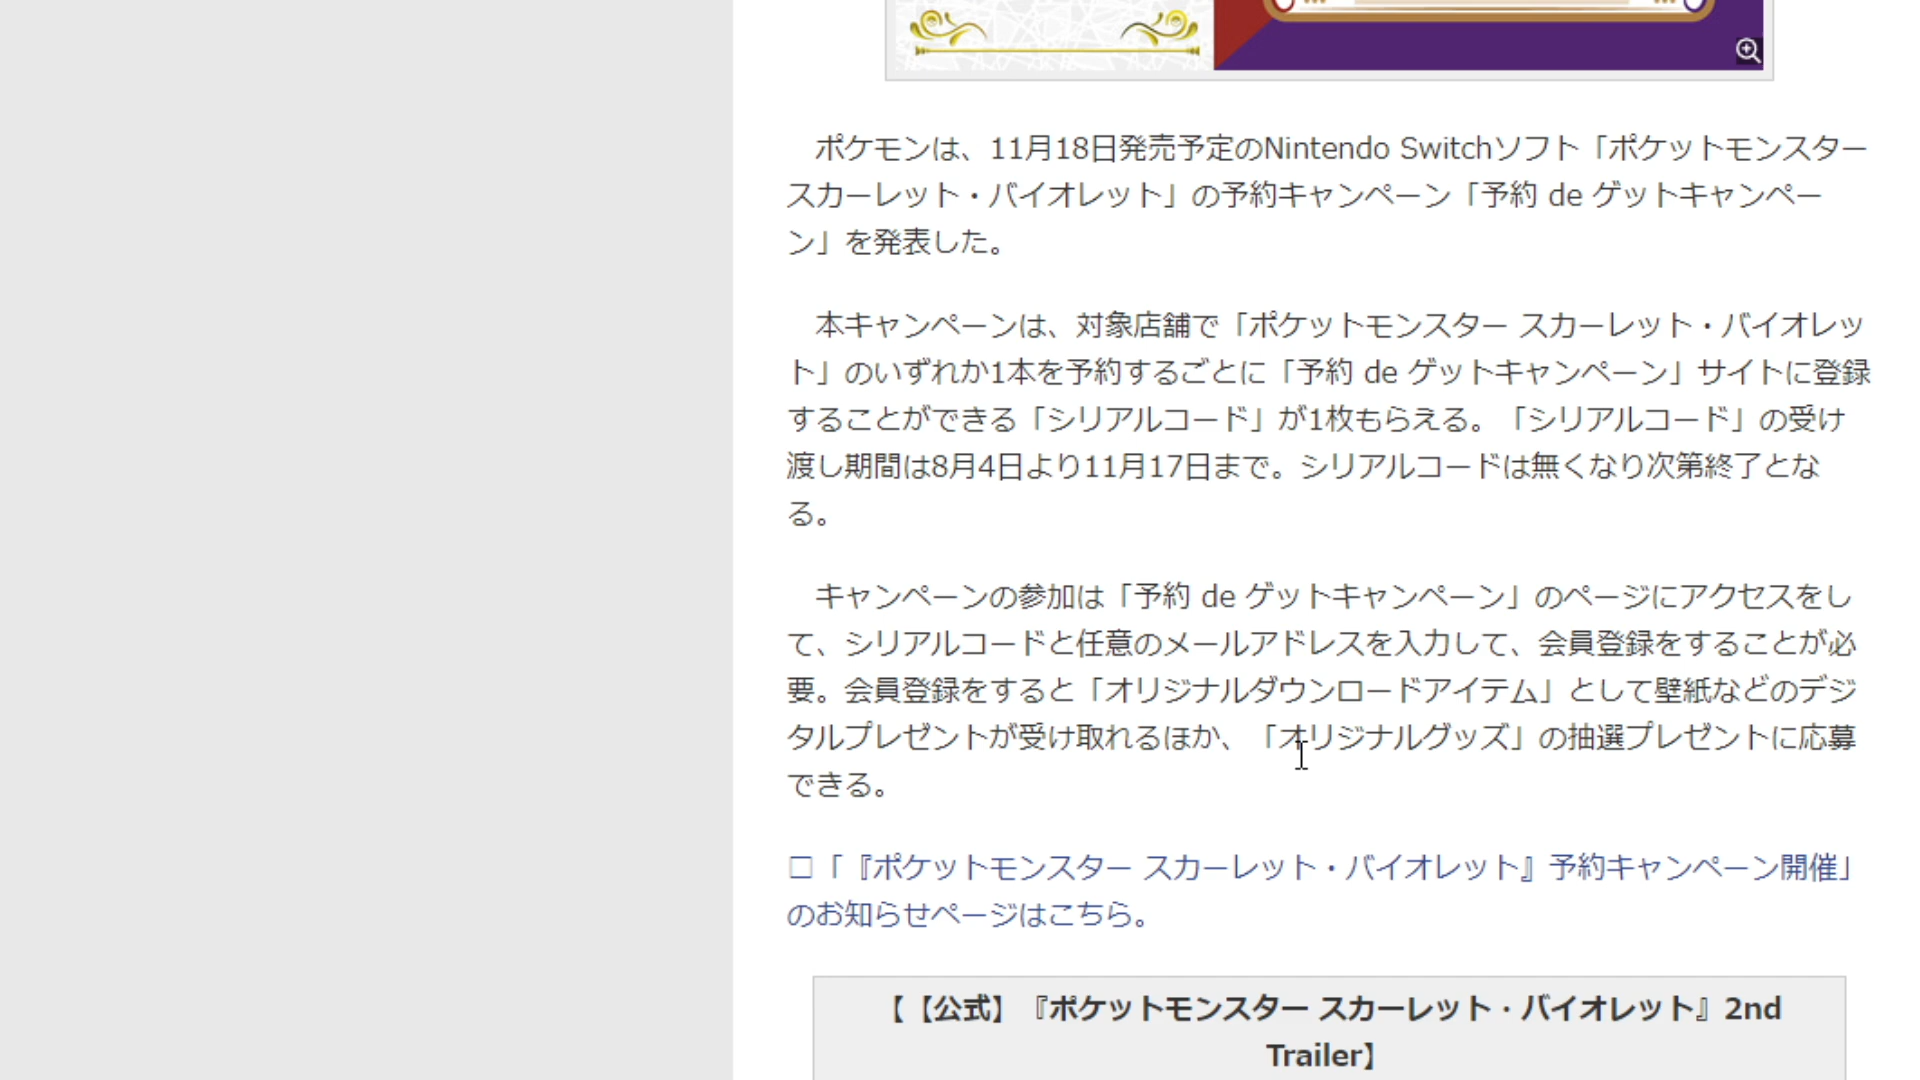 ポケモンは、11月18日発売予定のNintendo Switchソフト「ポケットモンスター
スカーレット・バイオレット」の予約キャンペーン「予約 de ゲットキャンペー
ン」を発表した。
本キャンペーンは、対象店舗で「ポケットモンスター スカーレット・バイオレッ
ト」のいずれか1本を予約するごとに「予約 de ゲットキャンペーン」サイトに登録
することができる「シリアルコード」が1枚もらえる。「シリアルコード」の受け
渡し期間は8月4日より11月17日まで。シリアルコードは無くなり次第終了とな
る。
キャンペーンの参加は「予約 de ゲットキャンペーン」のページにアクセスをし
て、シリアルコードと任意のメールアドレスを入力して、会員登録をすることが必
要。会員登録をすると「オリジナルダウンロードアイテム」として壁紙などのデジ
タルプレゼントが受け取れるほか、「オリジナルグッズ」の抽選プレゼントに応募
できる。
□「『ポケットモンスター スカーレット・バイオレット』予約キャンペーン開催」
のお知らせページはこちら。
【【公式】『ポケットモンスター スカーレット・バイオレット』2nd
Trailer】